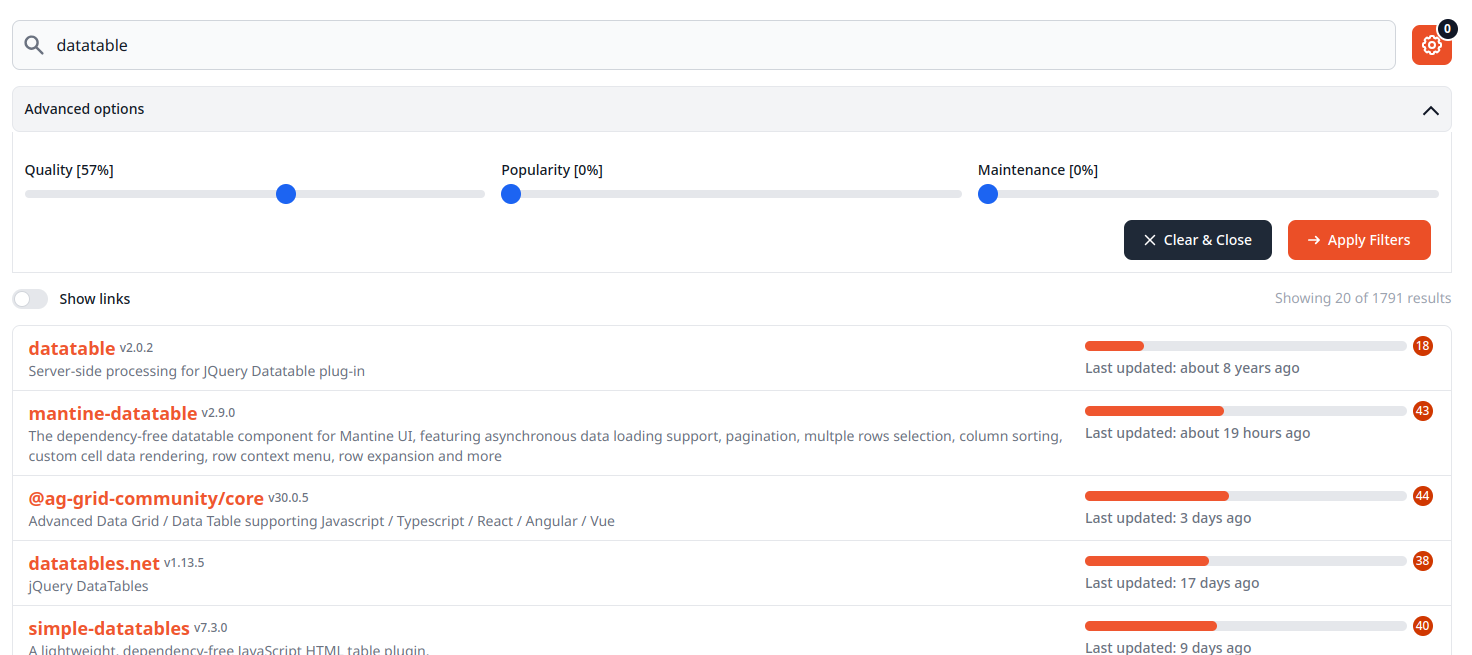 datatable
0
Advanced options
Quality [57%]
Popularity [0%]
Maintenance [0%]
Clear & Close
Apply Filters
Show links
Showing 20 of 1791 results
datatable v2.0.2
Server-side processing for JQuery Datatable plug-in
18
Last updated: about 8 years ago
mantine-datatable v2.9.0
The dependency-free datatable component for Mantine UI, featuring asynchronous data loading support, pagination, multple rows selection, column sorting,
custom cell data rendering, row context menu, row expansion and more
43
Last updated: about 19 hours ago
@ag-grid-community/core v30.0.5
Advanced Data Grid / Data Table supporting Javascript / Typescript / React / Angular / Vue
44
Last updated: 3 days ago
datatables.net v1.13.5
jQuery DataTables
38
Last updated: 17 days ago
simple-datatables v7.3.0
A lightweight, dependency-free JavaScript HTML table plugin.
40
Last updated: 9 days ago